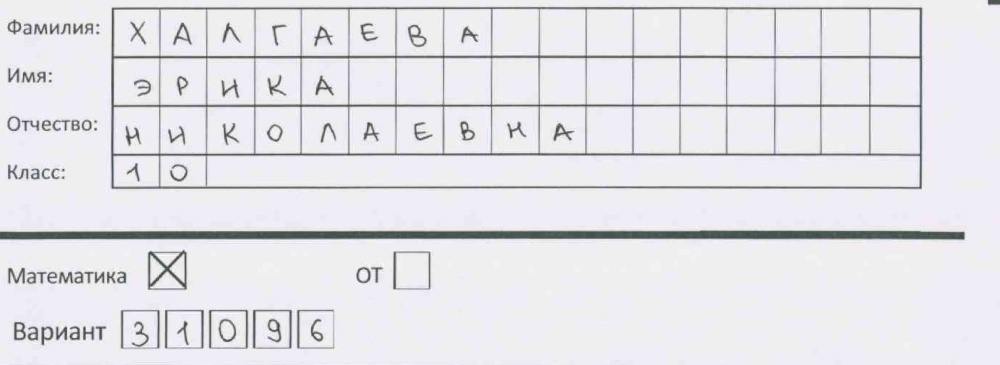 Фамилия: ХАЛГАЕВА
Имя: ЭРИКА
Отчество: НИКОЛАЕВНА
Класс: 10
Математика ☒ ОТ ☐
Вариант 31096